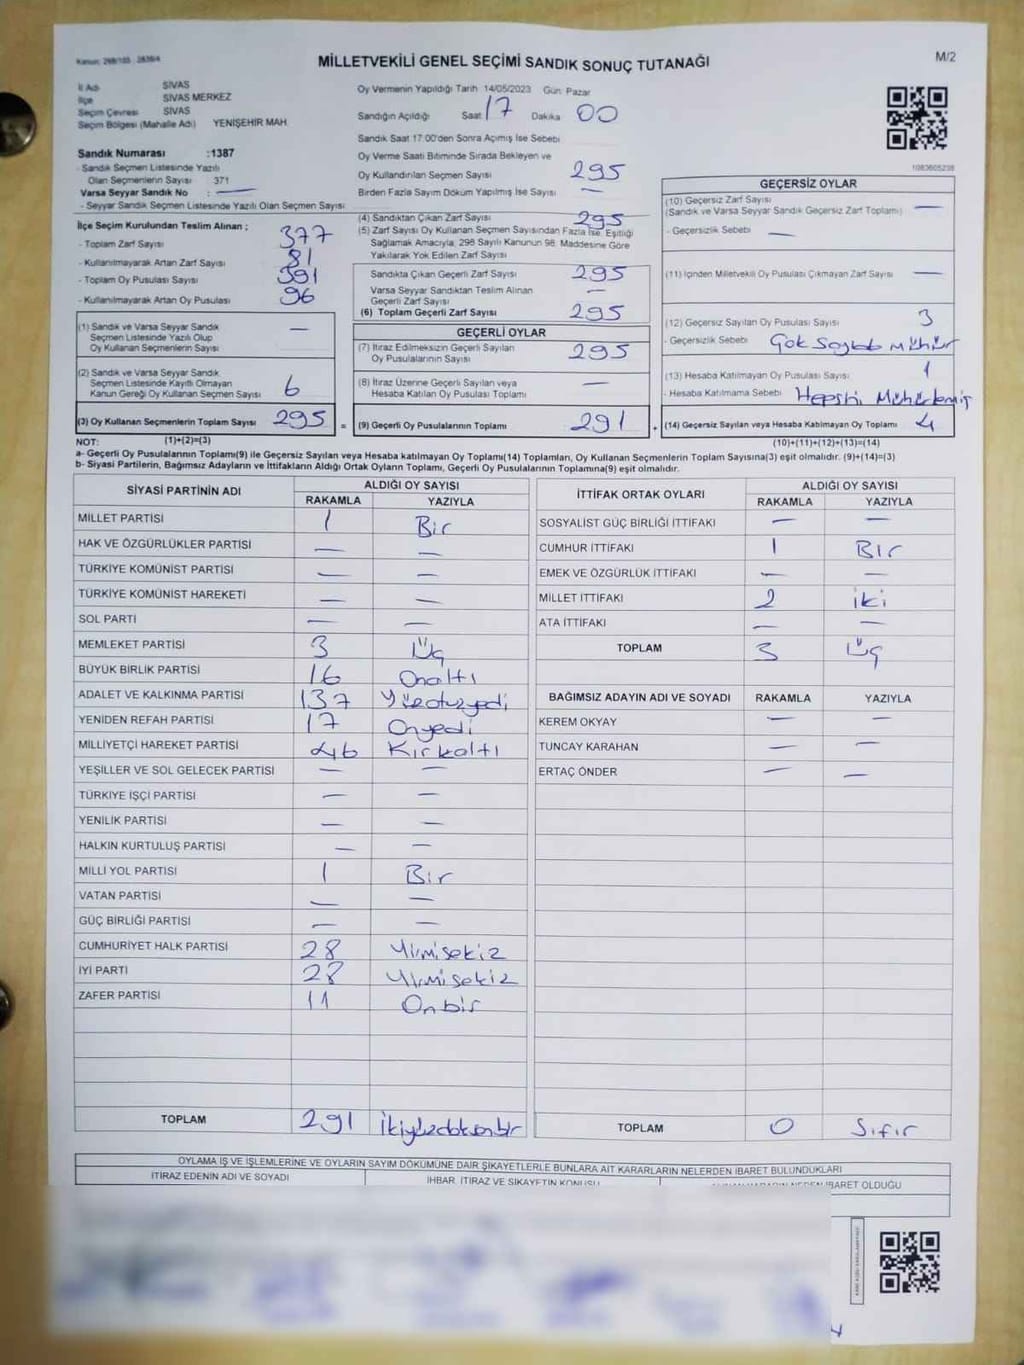 MİLLETVEKİLİ GENEL SEÇİMİ SANDIK SONUÇ TUTANAĞI
M/2
İl Adı SİVAS
İlçe SİVAS MERKEZ
Seçim Çevresi SİVAS
Seçim Bölgesi (Mahalle Adı) YENİŞEHİR MAH.
Sandık Numarası :1387
- Sandık Seçmen Listesinde Yazılı
Olan Seçmenlerin Sayısı 371
Varsa Seyyar Sandık No : —
- Seyyar Sandık Seçmen Listesinde Yazılı Olan Seçmen Sayısı:
Oy Vermenin Yapıldığı Tarih 14/05/2023 Gün: Pazar
Sandığın Açıldığı Saat 17 Dakika 00
Sandık Saat 17:00'den Sonra Açımış İse Sebebi
Oy Verme Saati Bitiminde Sırada Bekleyen ve
Oy Kullandırılan Seçmen Sayısı 295
Birden Fazla Sayım Döküm Yapılmış İse Sayısı —
İlçe Seçim Kurulundan Teslim Alınan ;
- Toplam Zarf Sayısı 377
- Kullanılmayarak Artan Zarf Sayısı 81
- Toplam Oy Pusulası Sayısı 391
- Kullanılmayarak Artan Oy Pusulası 96
(1) Sandık ve Varsa Seyyar Sandık
Seçmen Listesinde Yazılı Olup
Oy Kullanan Seçmenlerin Sayısı —
(2) Sandık ve Varsa Seyyar Sandık
Seçmen Listesinde Kayıtlı Olmayan
Kanun Gereği Oy Kullanan Seçmen Sayısı 6
(3) Oy Kullanan Seçmenlerin Toplam Sayısı 295
(1)+(2)=(3)
(4) Sandıktan Çıkan Zarf Sayısı 295
(5) Zarf Sayısı Oy Kullanan Seçmen Sayısından Fazla İse, Eşitliği
Sağlamak Amacıyla, 298 Sayılı Kanunun 98. Maddesine Göre
Yakılarak Yok Edilen Zarf Sayısı
Sandıkta Çıkan Geçerli Zarf Sayısı 295
Varsa Seyyar Sandıktan Teslim Alınan
Geçerli Zarf Sayısı —
(6) Toplam Geçerli Zarf Sayısı 295
GEÇERLİ OYLAR
(7) İtiraz Edilmeksizin Geçerli Sayılan
Oy Pusulalarının Sayısı 295
(8) İtiraz Üzerine Geçerli Sayılan veya
Hesaba Katılan Oy Pusulaları Toplamı —
= (9) Geçerli Oy Pusulalarının Toplamı 291 +
1083605238
GEÇERSİZ OYLAR
(10) Geçersiz Zarf Sayısı
(Sandık ve Varsa Seyyar Sandık Geçersiz Zarf Toplamı) —
- Geçersizlik Sebebi —
(11) İçinden Milletvekili Oy Pusulası Çıkmayan Zarf Sayısı —
(12) Geçersiz Sayılan Oy Pusulası Sayısı 3
- Geçersizlik Sebebi Çok Sayıda Mühür
(13) Hesaba Katılmayan Oy Pusulası Sayısı 1
- Hesaba Katılmama Sebebi Hepsini Mühürlemiş
(14) Geçersiz Sayılan veya Hesaba Katılmayan Oy Toplamı 4
(10)+(11)+(12)+(13)=(14)
NOT:
a- Geçerli Oy Pusulalarının Toplamı(9) ile Geçersiz veya Hesaba katılmayan Oy Toplamı(14) Toplamları, Oy Kullanan Seçmenlerin Toplam Sayısına(3) eşit olmalıdır. (9)+(14)=(3)
b- Siyasi Partilerin, Bağımsız Adayların ve İttifakların Aldığı Ortak Oyların Toplamı, Geçerli Oy Pusulalarının Toplamına(9) eşit olmalıdır.
SİYASİ PARTİNİN ADI ALDIĞI OY SAYISI
RAKAMLA YAZIYLA
MİLLET PARTİSİ 1 Bir
HAK VE ÖZGÜRLÜKLER PARTİSİ — —
TÜRKİYE KOMÜNİST PARTİSİ — —
TÜRKİYE KOMÜNİST HAREKETİ — —
SOL PARTİ — —
MEMLEKET PARTİSİ 3 Üç
BÜYÜK BİRLİK PARTİSİ 16 Onaltı
ADALET VE KALKINMA PARTİSİ 137 Yüzotuzyedi
YENİDEN REFAH PARTİSİ 17 Onyedi
MİLLİYETÇİ HAREKET PARTİSİ 46 Kırkaltı
YEŞİLLER VE SOL GELECEK PARTİSİ — —
TÜRKİYE İŞÇİ PARTİSİ — —
YENİLİK PARTİSİ — —
HALKIN KURTULUŞ PARTİSİ — —
MİLLİ YOL PARTİSİ 1 Bir
VATAN PARTİSİ — —
GÜÇ BİRLİĞİ PARTİSİ — —
CUMHURİYET HALK PARTİSİ 28 Yirmisekiz
İYİ PARTİ 28 Yirmisekiz
ZAFER PARTİSİ 11 Onbir
TOPLAM 291 İkiyüzdoksanbir
İTTİFAK ORTAK OYLARI ALDIĞI OY SAYISI
RAKAMLA YAZIYLA
SOSYALİST GÜÇ BİRLİĞİ İTTİFAKI — —
CUMHUR İTTİFAKI 1 Bir
EMEK VE ÖZGÜRLÜK İTTİFAKI — —
MİLLET İTTİFAKI 2 İki
ATA İTTİFAKI — —
TOPLAM 3 Üç
BAĞIMSIZ ADAYIN ADI VE SOYADI RAKAMLA YAZIYLA
KEREM OKYAY — —
TUNCAY KARAHAN — —
ERTAÇ ÖNDER — —
TOPLAM 0 Sıfır
OYLAMA İŞ VE İŞLEMLERİNE VE OYLARIN SAYIM DÖKÜMÜNE DAİR ŞİKAYETLERLE BUNLARA AİT KARARLARIN NELERDEN İBARET BULUNDUKLARI
İTİRAZ EDENİN ADI VE SOYADI İHBAR, İTİRAZ VE ŞİKAYETİN KONUSU İBARET OLDUĞU